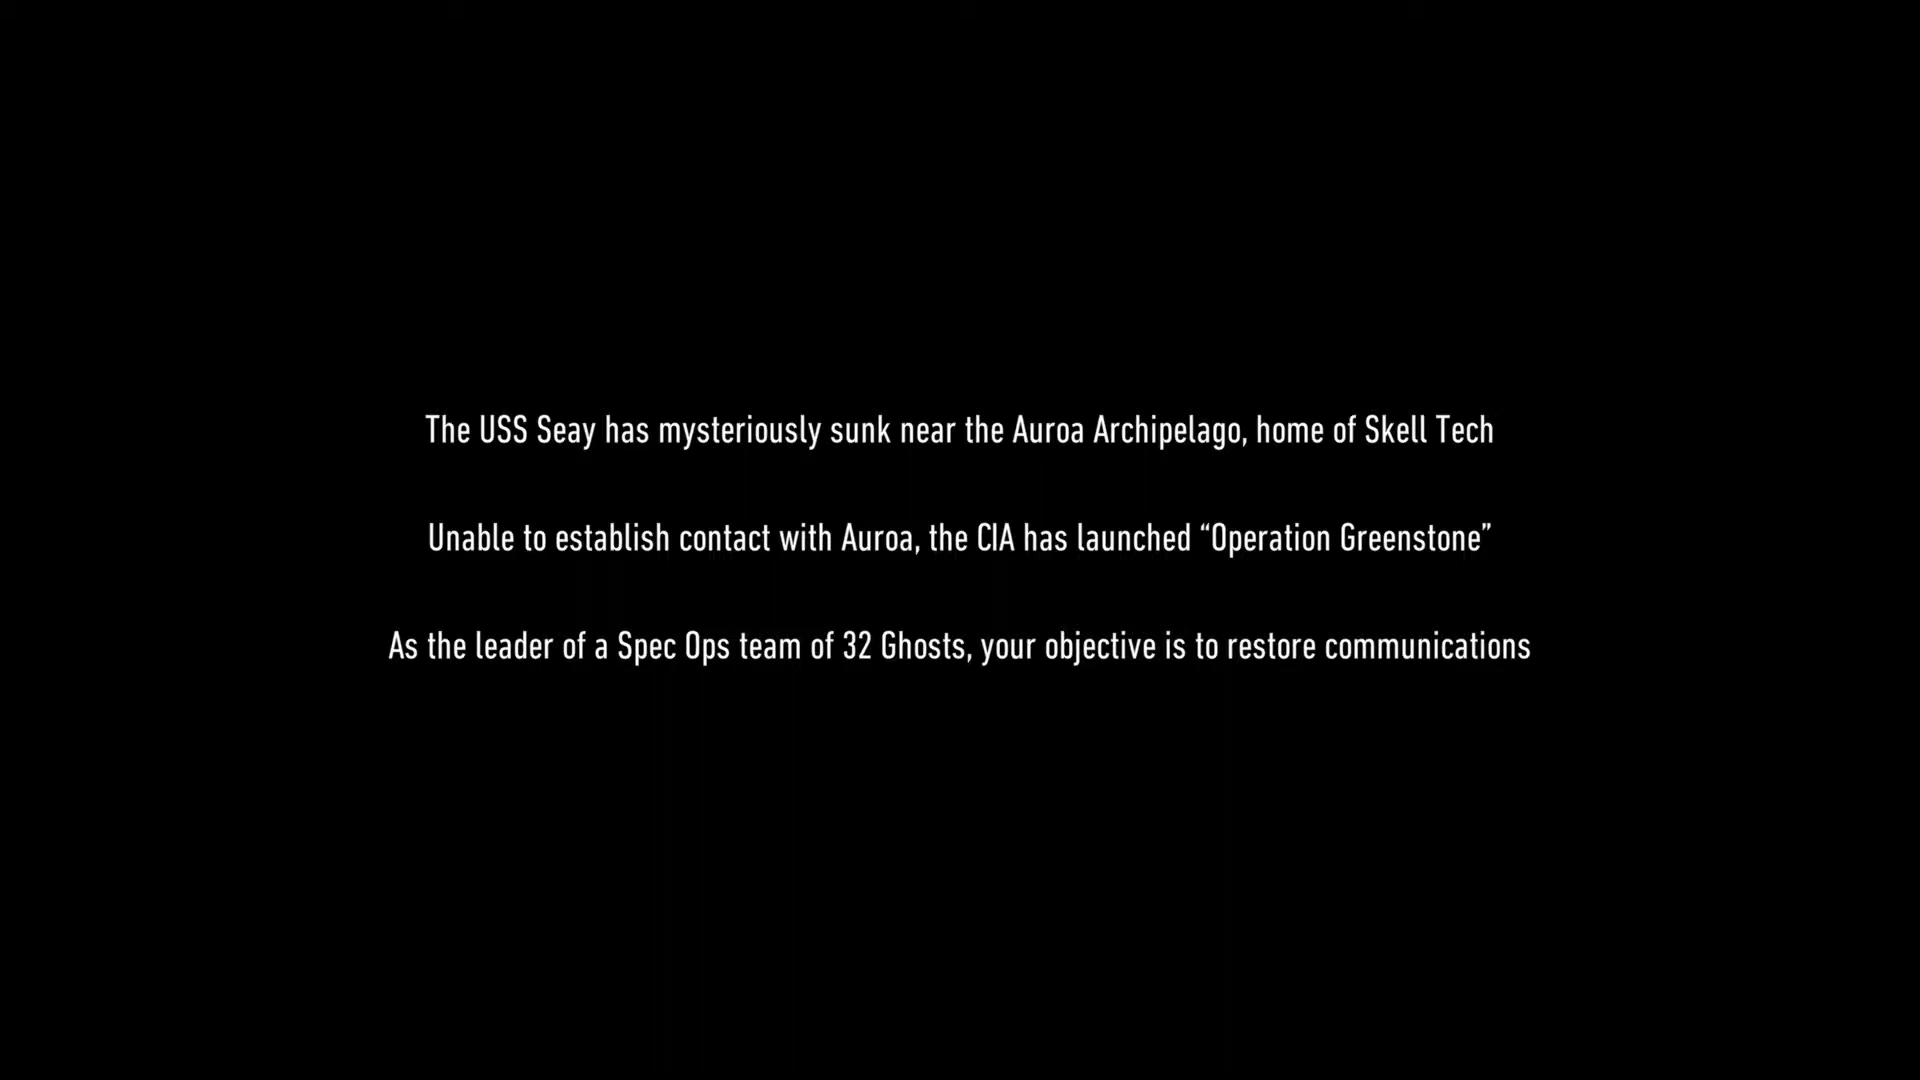 The USS Seay has mysteriously sunk near the Auroa Archipelago, home of Skell Tech
Unable to establish contact with Auroa, the CIA has launched “Operation Greenstone”
As the leader of a Spec Ops team of 32 Ghosts, your objective is to restore communications